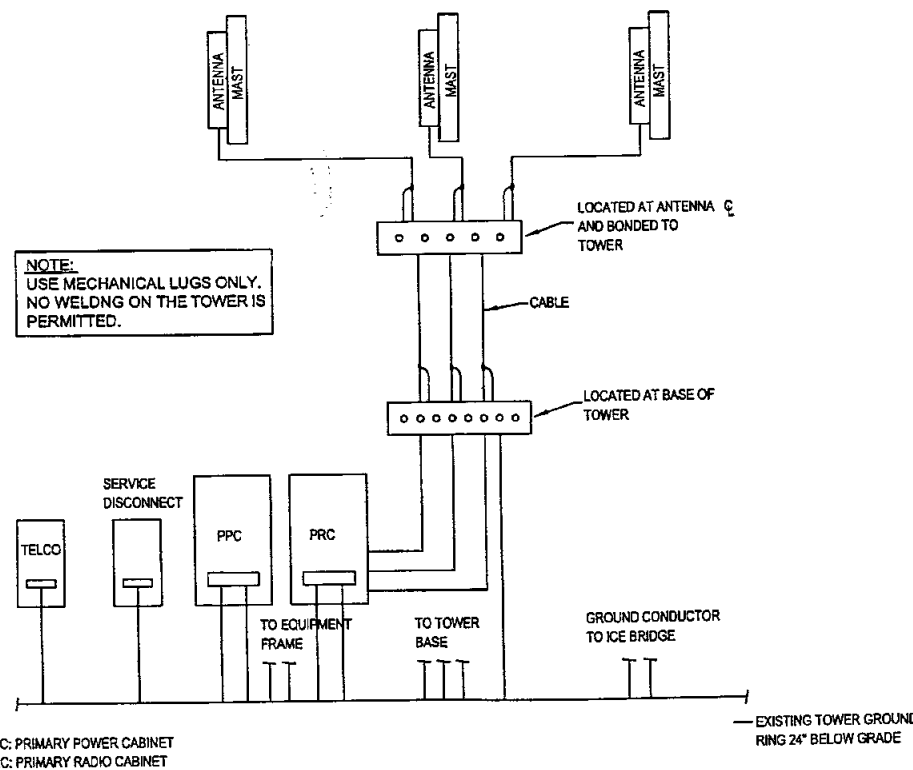 ANTENNA
MAST
ANTENNA
MAST
ANTENNA
MAST
LOCATED AT ANTENNA ℄
AND BONDED TO
TOWER
NOTE:
USE MECHANICAL LUGS ONLY.
NO WELDNG ON THE TOWER IS
PERMITTED.
CABLE
LOCATED AT BASE OF
TOWER
SERVICE
DISCONNECT
TELCO
PPC
PRC
TO EQUIPMENT
FRAME
TO TOWER
BASE
GROUND CONDUCTOR
TO ICE BRIDGE
EXISTING TOWER GROUND
RING 24" BELOW GRADE
C: PRIMARY POWER CABINET
C: PRIMARY RADIO CABINET